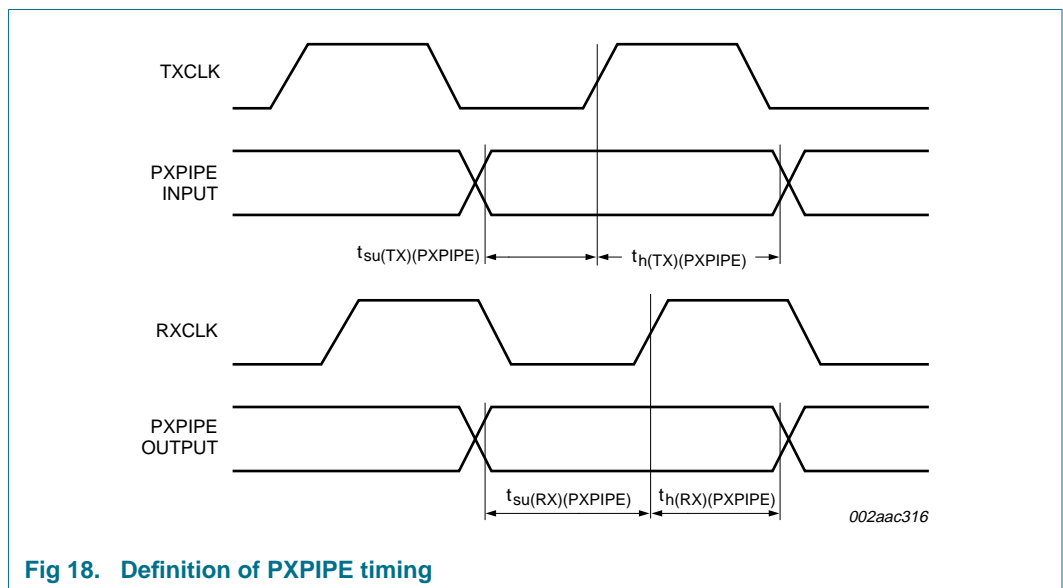 TXCLK
PXPIPE
INPUT
tsu(TX)(PXPIPE) th(TX)(PXPIPE)
RXCLK
PXPIPE
OUTPUT
tsu(RX)(PXPIPE) th(RX)(PXPIPE)
002aac316
Fig 18. Definition of PXPIPE timing